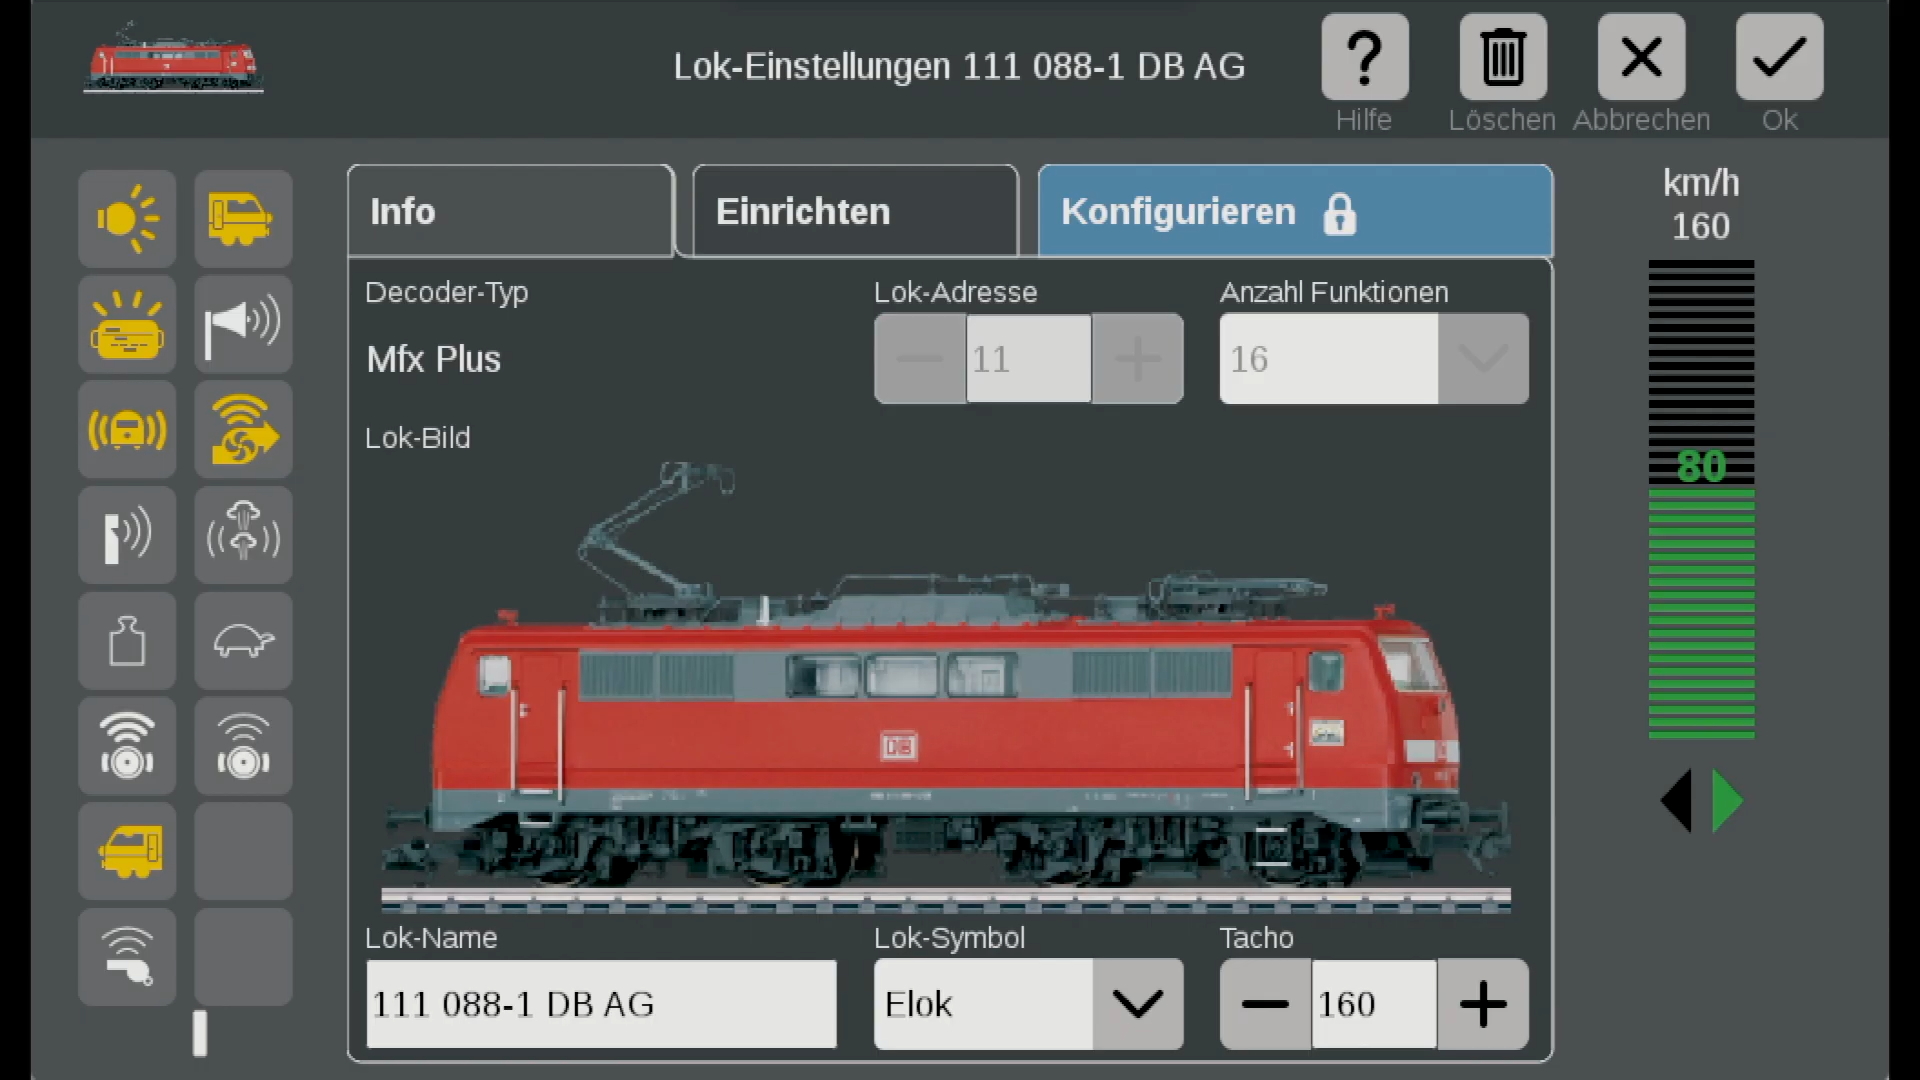 Lok-Einstellungen 111 088-1 DB AG
Hilfe
Löschen
Abbrechen
Ok
Info
Einrichten
Konfigurieren
km/h
160
Decoder-Typ
Lok-Adresse
Anzahl Funktionen
Mfx Plus
11
16
Lok-Bild
80
DB
Lok-Name
Lok-Symbol
Tacho
111 088-1 DB AG
Elok
160